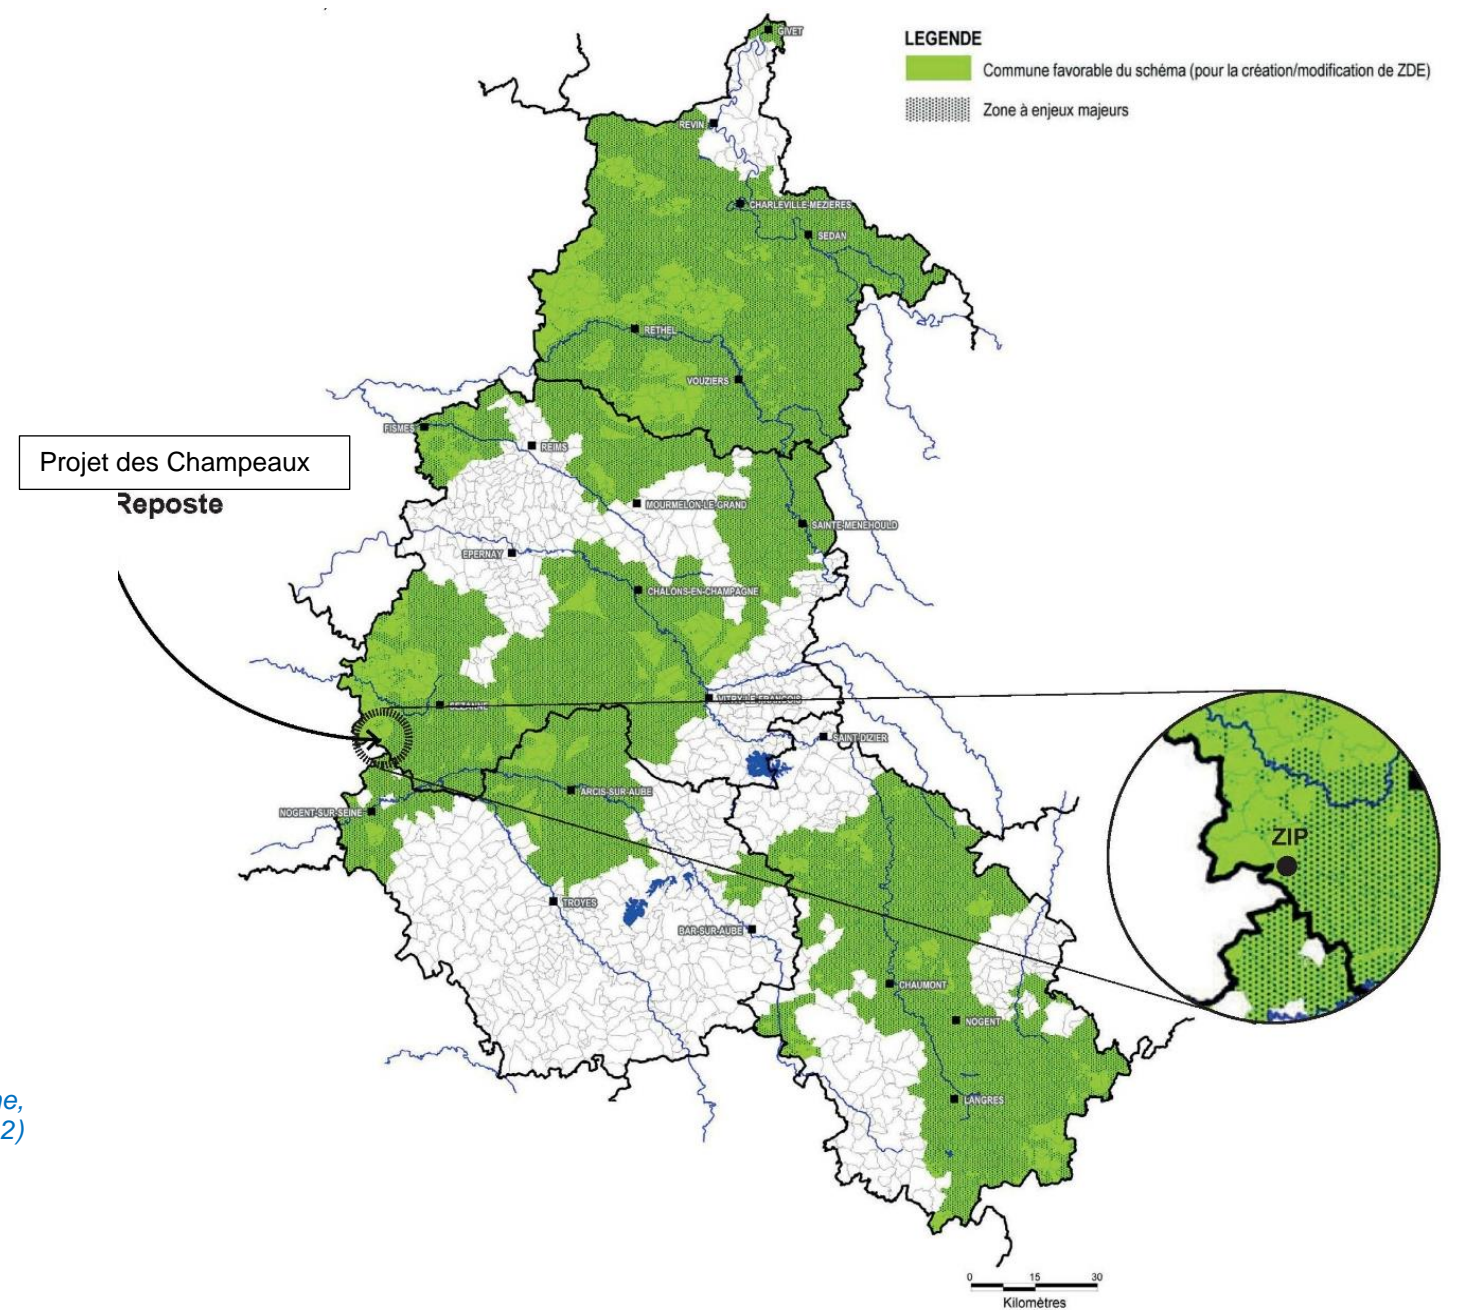 GIVET
LEGENDE
Commune favorable du schéma (pour la création/modification de ZDE)
Zone à enjeux majeurs
REVIN
CHARLEVILLE-MEZIERES
SEDAN
RETHEL
VOUZIERS
FISMES
REIMS
Projet des Champeaux
Reposte
MOURMELON-LE-GRAND
SAINTE-MENEHOULD
EPERNAY
CHALONS-EN-CHAMPAGNE
VITRY-LE-FRANCOIS
SEZANNE
SAINT-DIZIER
ARCIS-SUR-AUBE
NOGENT-SUR-SEINE
ZIP
TROYES
BAR-SUR-AUBE
CHAUMONT
NOGENT
LANGRES
ne,
2)
0 15 30
Kilomètres